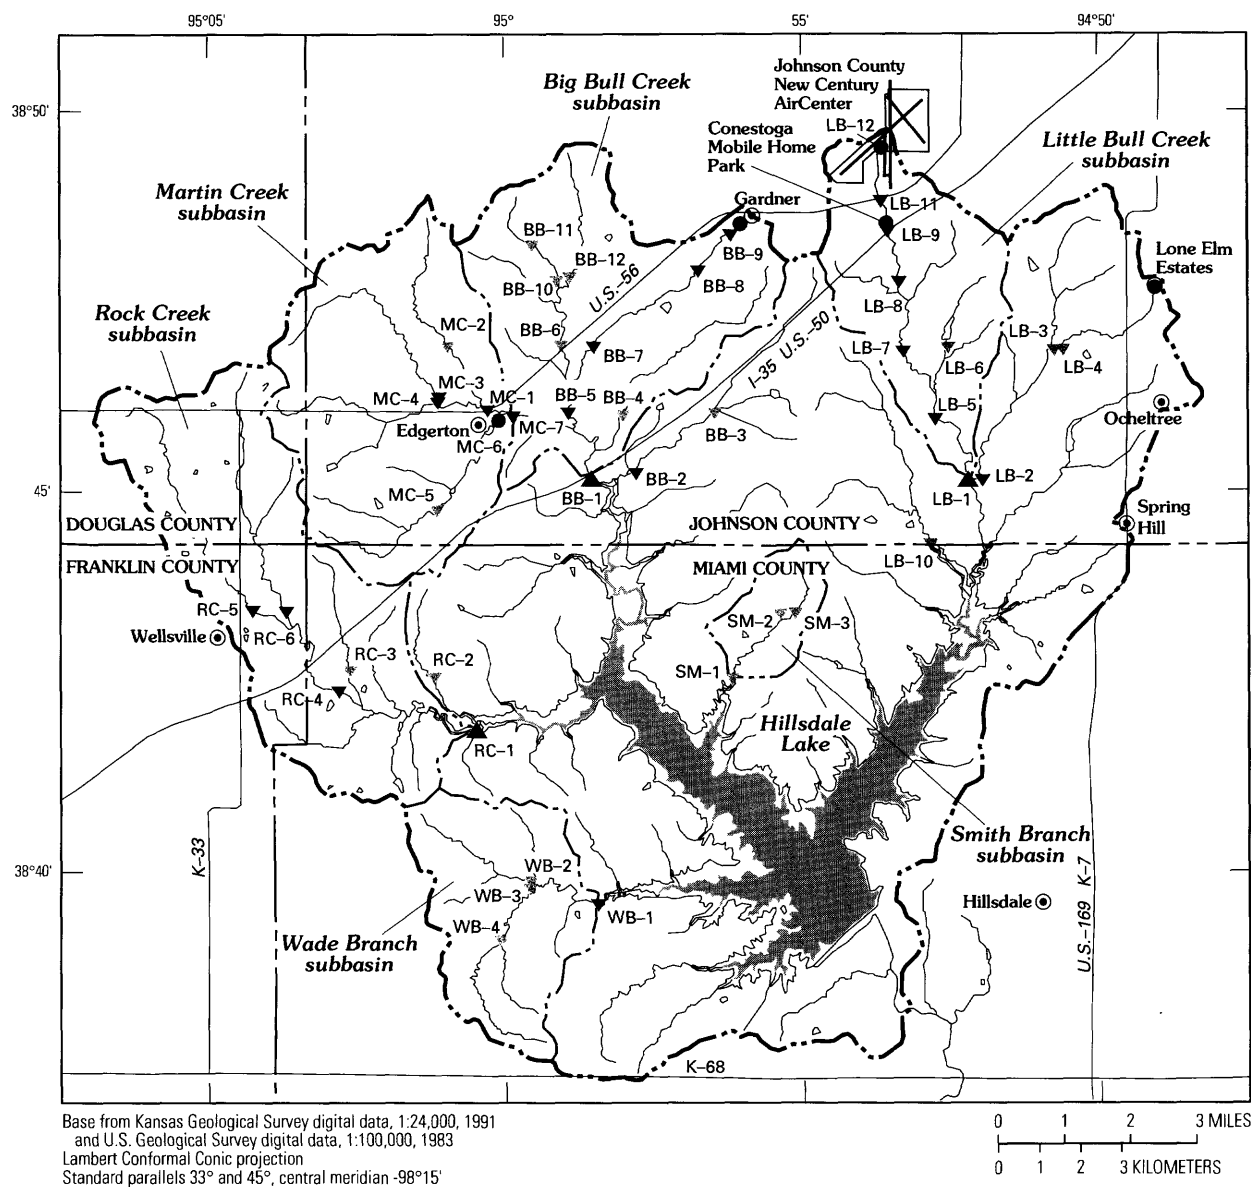 95°05'
95°
55'
94°50'
38°50'
45'
38°40'
Big Bull Creek
subbasin
Johnson County
New Century
AirCenter
LB–12
Conestoga
Mobile Home
Park
Little Bull Creek
subbasin
Martin Creek
subbasin
Gardner
LB–11
BB–11
LB–9
BB–9
Lone Elm
Estates
BB–12
BB–10
U.S.–56
BB–8
LB–8
Rock Creek
subbasin
MC–2
BB–6
I–35 U.S.–50
LB–3
BB–7
LB–7
LB–6
LB–4
MC–3
MC–4
MC–1
BB–5
BB–4
LB–5
Ocheltree
Edgerton
MC–7
MC–6
BB–3
MC–5
BB–1
BB–2
LB–1
LB–2
Spring
Hill
DOUGLAS COUNTY
JOHNSON COUNTY
FRANKLIN COUNTY
MIAMI COUNTY
LB–10
RC–5
RC–6
Wellsville
SM–2
SM–3
RC–3
RC–2
SM–1
RC–4
RC–1
Hillsdale
Lake
Smith Branch
subbasin
K–33
WB–2
WB–3
WB–1
WB–4
Wade Branch
subbasin
Hillsdale
U.S.–169 K–7
K–68
Base from Kansas Geological Survey digital data, 1:24,000, 1991
and U.S. Geological Survey digital data, 1:100,000, 1983
Lambert Conformal Conic projection
Standard parallels 33° and 45°, central meridian -98°15'
0 1 2 3 MILES
0 1 2 3 KILOMETERS